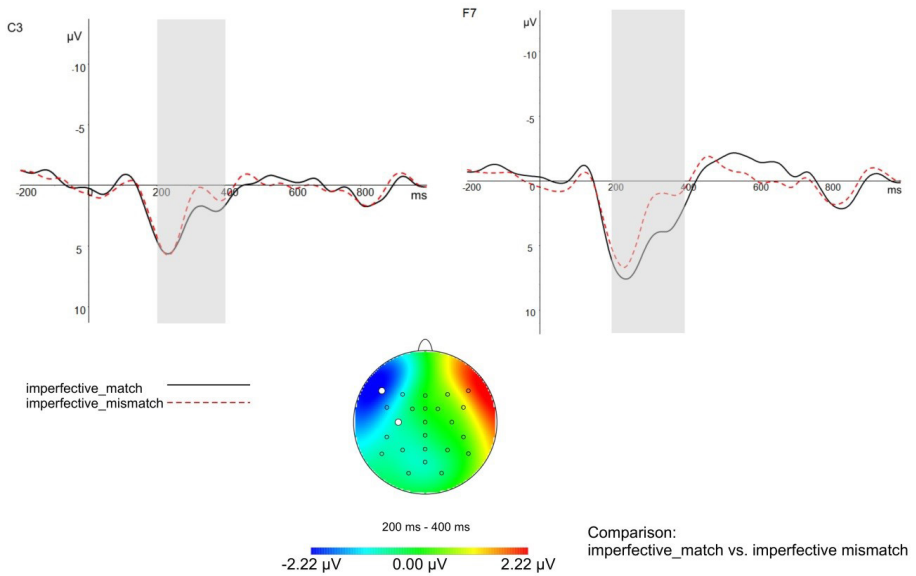 C3
µV
-10
-5
-200
0
200
400
600
800
ms
5
10
F7
µV
-10
-5
-200
0
200
400
600
800
ms
5
10
imperfective_match
imperfective_mismatch
200 ms - 400 ms
-2.22 µV
0.00 µV
2.22 µV
Comparison:
imperfective_match vs. imperfective mismatch